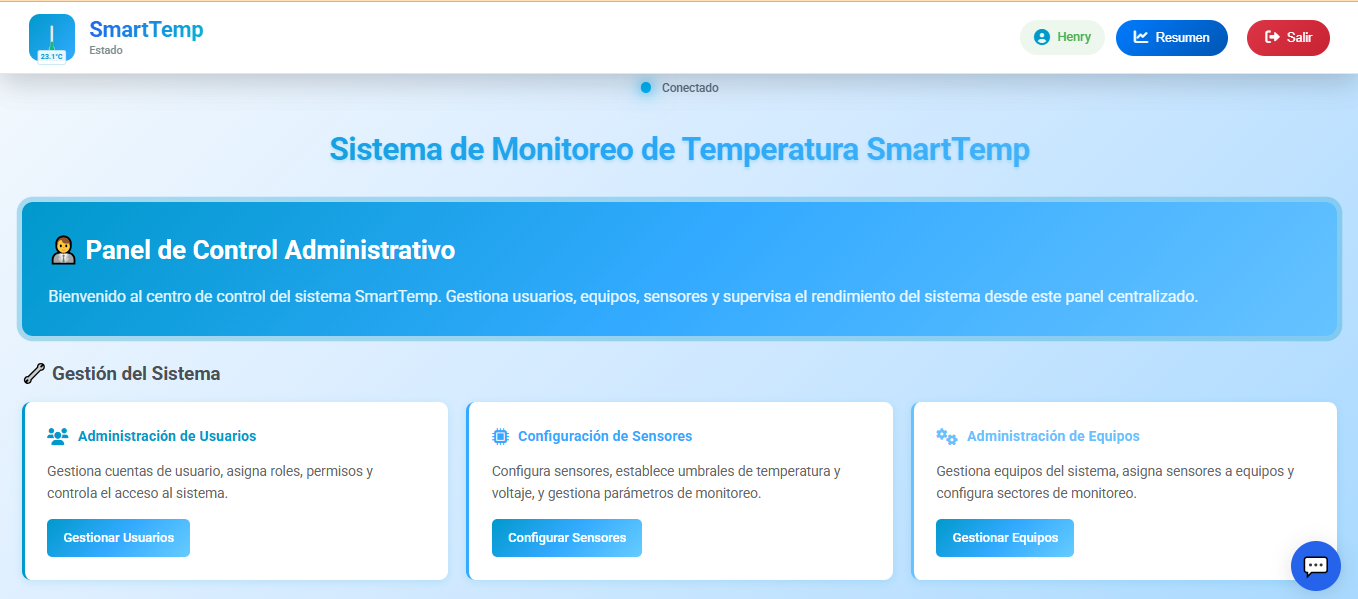 SmartTemp
Estado
23.1°C
Henry
Resumen
Salir
Conectado
Sistema de Monitoreo de Temperatura SmartTemp
Panel de Control Administrativo
Bienvenido al centro de control del sistema SmartTemp. Gestiona usuarios, equipos, sensores y supervisa el rendimiento del sistema desde este panel centralizado.
Gestión del Sistema
Administración de Usuarios
Gestiona cuentas de usuario, asigna roles, permisos y
controla el acceso al sistema.
Gestionar Usuarios
Configuración de Sensores
Configura sensores, establece umbrales de temperatura y
voltaje, y gestiona parámetros de monitoreo.
Configurar Sensores
Administración de Equipos
Gestiona equipos del sistema, asigna sensores a equipos y
configura sectores de monitoreo.
Gestionar Equipos